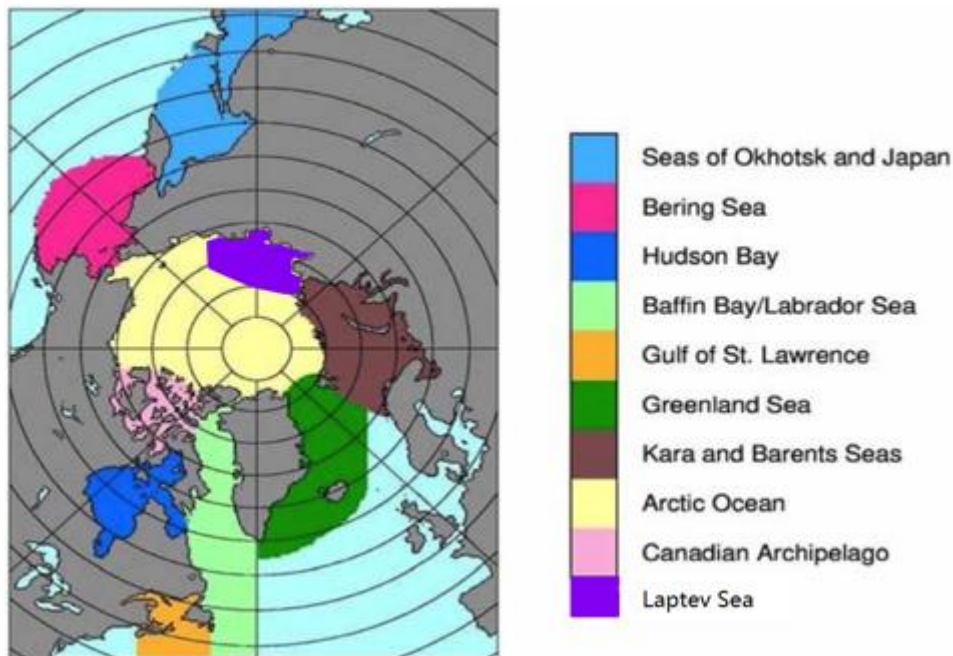 Seas of Okhotsk and Japan
Bering Sea
Hudson Bay
Baffin Bay/Labrador Sea
Gulf of St. Lawrence
Greenland Sea
Kara and Barents Seas
Arctic Ocean
Canadian Archipelago
Laptev Sea